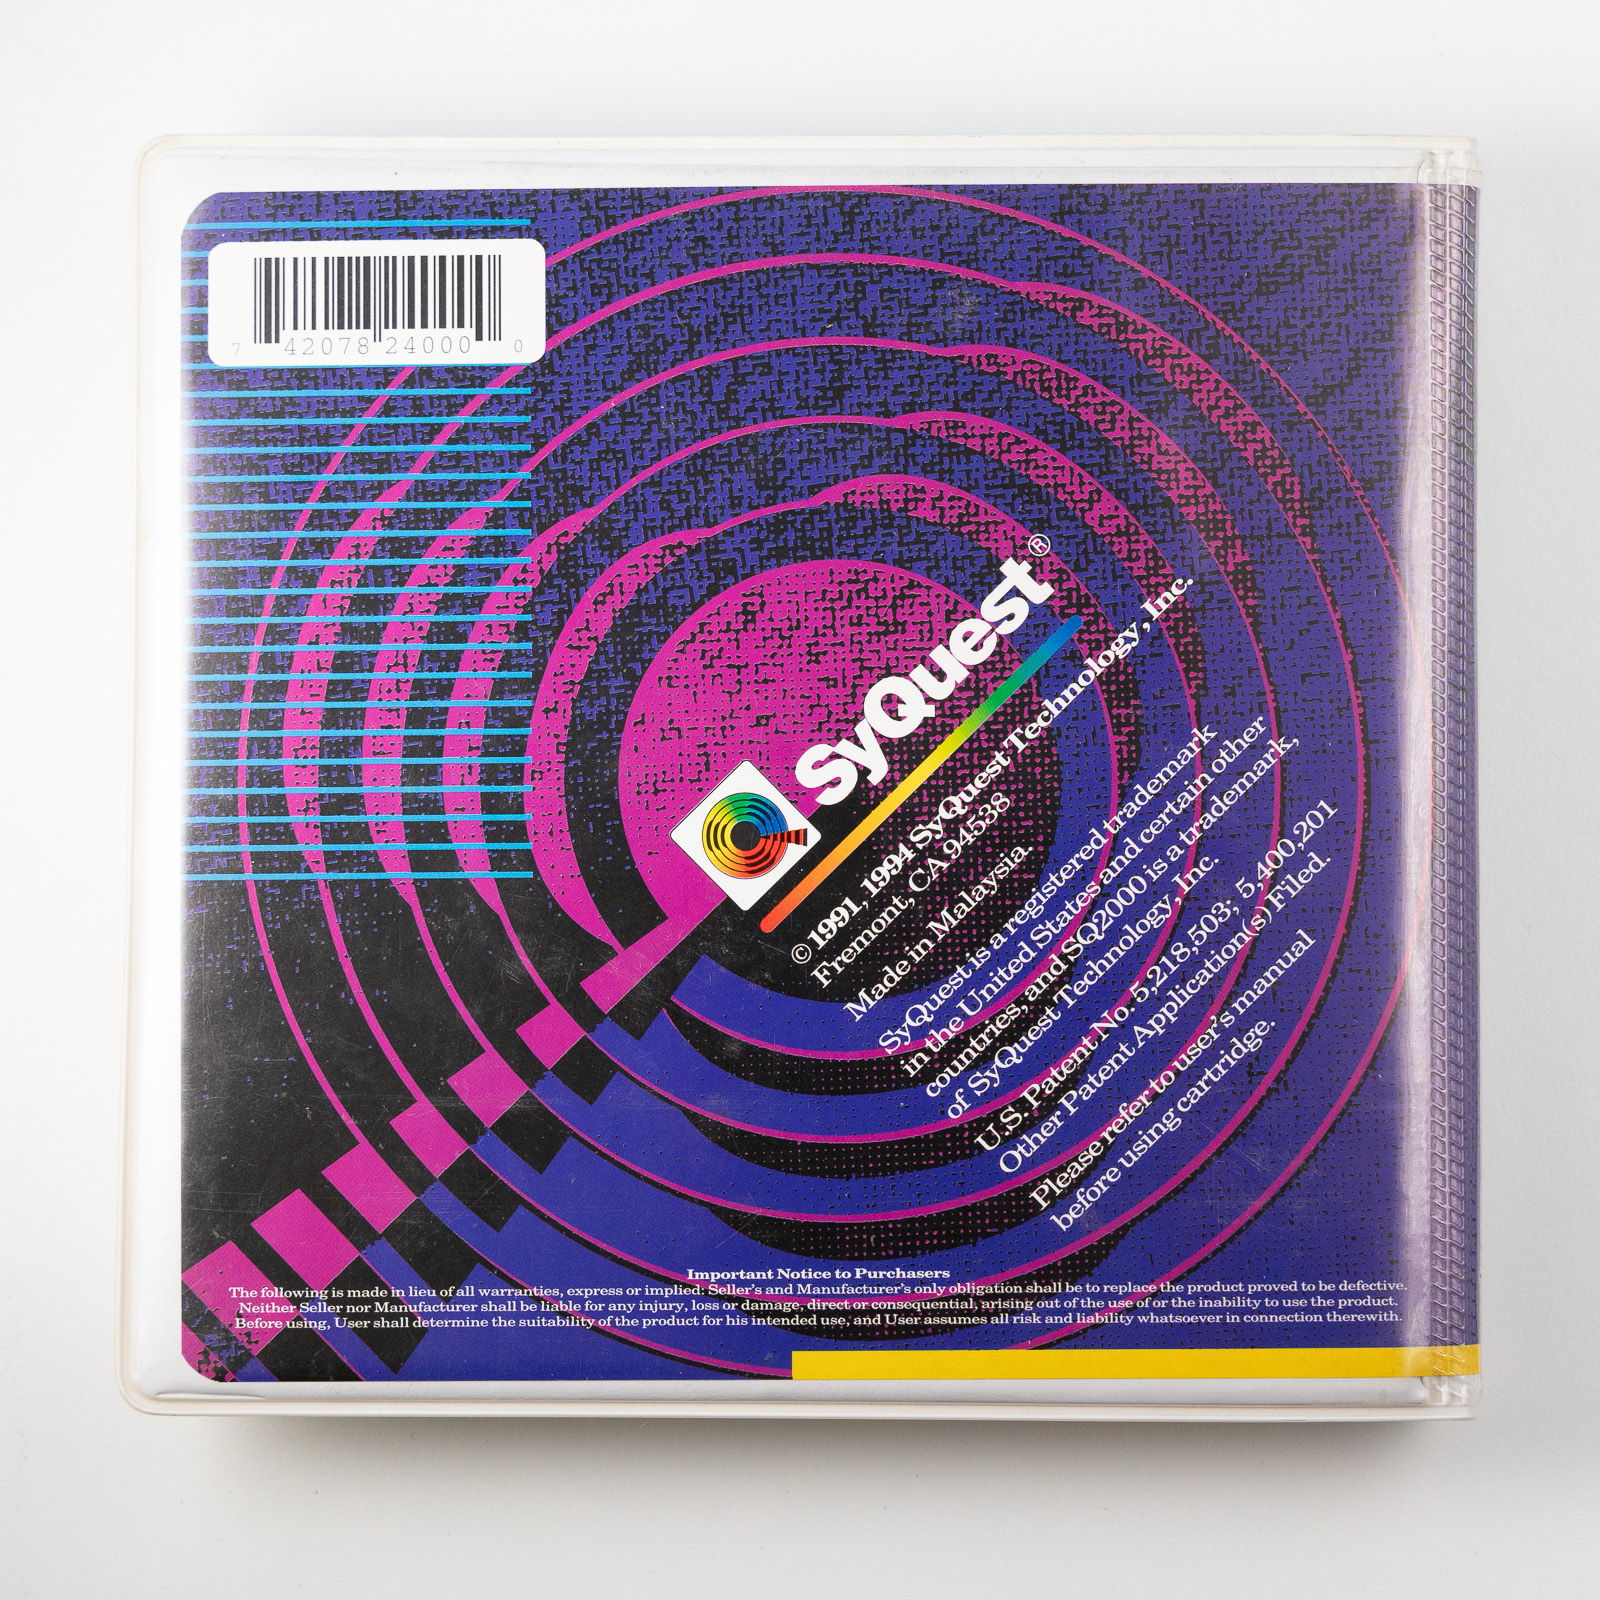 7 42078 24000 0
SyQuest®
© 1991, 1994 SyQuest Technology, Inc.
Fremont, CA 94538
Made in Malaysia.
SyQuest is a registered trademark
in the United States and certain other
countries, and SQ2000 is a trademark,
of SyQuest Technology, Inc.
U.S. Patent No. 5,218,503; 5,400,201
Other Patent Application(s) Filed.
Please refer to user's manual
before using cartridge.
Important Notice to Purchasers
The following is made in lieu of all warranties, express or implied: Seller's and Manufacturer's only obligation shall be to replace the product proved to be defective.
Neither Seller nor Manufacturer shall be liable for any injury, loss or damage, direct or consequential, arising out of the use of or the inability to use the product.
Before using, User shall determine the suitability of the product for his intended use, and User assumes all risk and liability whatsoever in connection therewith.